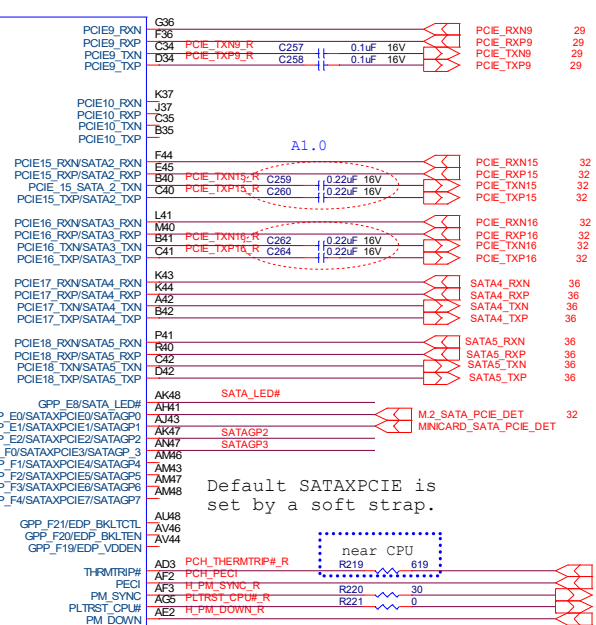 PCIE9_RXN G36 PCIE_RXN9 29
PCIE9_RXP F36 PCIE_RXP9 29
PCIE9_TXN C34 PCIE_TXN9_R C257 0.1uF 16V PCIE_TXN9 29
PCIE9_TXP D34 PCIE_TXP9_R C258 0.1uF 16V PCIE_TXP9 29
PCIE10_RXN K37
PCIE10_RXP J37
PCIE10_TXN C35
PCIE10_TXP B35
A1.0
PCIE15_RXN/SATA2_RXN F44 PCIE_RXN15 32
PCIE15_RXP/SATA2_RXP E45 PCIE_RXP15 32
PCIE_15_SATA_2_TXN B40 PCIE_TXN15_R C259 0.22uF 16V PCIE_TXN15 32
PCIE15_TXP/SATA2_TXP C40 PCIE_TXP15_R C260 0.22uF 16V PCIE_TXP15 32
PCIE16_RXN/SATA3_RXN L41 PCIE_RXN16 32
PCIE16_RXP/SATA3_RXP M40 PCIE_RXP16 32
PCIE16_TXN/SATA3_TXN B41 PCIE_TXN16_R C262 0.22uF 16V PCIE_TXN16 32
PCIE16_TXP/SATA3_TXP C41 PCIE_TXP16_R C264 0.22uF 16V PCIE_TXP16 32
PCIE17_RXN/SATA4_RXN K43 SATA4_RXN 36
PCIE17_RXP/SATA4_RXP K44 SATA4_RXP 36
PCIE17_TXN/SATA4_TXN A42 SATA4_TXN 36
PCIE17_TXP/SATA4_TXP B42 SATA4_TXP 36
PCIE18_RXN/SATA5_RXN P41 SATA5_RXN 36
PCIE18_RXP/SATA5_RXP R40 SATA5_RXP 36
PCIE18_TXN/SATA5_TXN C42 SATA5_TXN 36
PCIE18_TXP/SATA5_TXP D42 SATA5_TXP 36
GPP_E8/SATA_LED# AK48 SATA_LED#
P_E0/SATAXPCIE0/SATAGP0 AH41 M.2_SATA_PCIE_DET 32
P_E1/SATAXPCIE1/SATAGP1 AJ43 MINICARD_SATA_PCIE_DET
P_E2/SATAXPCIE2/SATAGP2 AK47 SATAGP2
_F0/SATAXPCIE3/SATAGP_3 AN47 SATAGP3
P_F1/SATAXPCIE4/SATAGP4 AM46
P_F2/SATAXPCIE5/SATAGP5 AM43
P_F3/SATAXPCIE6/SATAGP6 AM47
P_F4/SATAXPCIE7/SATAGP7 AM48
Default SATAXPCIE is
set by a soft strap.
GPP_F21/EDP_BKLTCTL AU48
GPP_F20/EDP_BKLTEN AV46
GPP_F19/EDP_VDDEN AV44
near CPU
THRMTRIP# AD3 PCH_THERMTRIP#_R R219 619
PECI AF2 PCH_PECI
PM_SYNC AF3 H_PM_SYNC_R R220 30
PLTRST_CPU# AG5 PLTRST_CPU#_R R221 0
PM_DOWN AE2 H_PM_DOWN_R